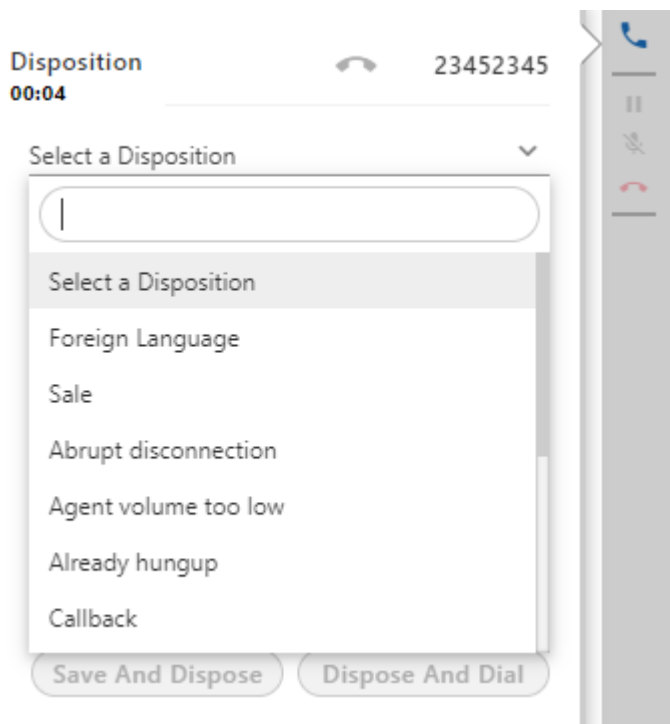 Disposition
23452345
00:04
Select a Disposition
Select a Disposition
Foreign Language
Sale
Abrupt disconnection
Agent volume too low
Already hungup
Callback
Save And Dispose
Dispose And Dial